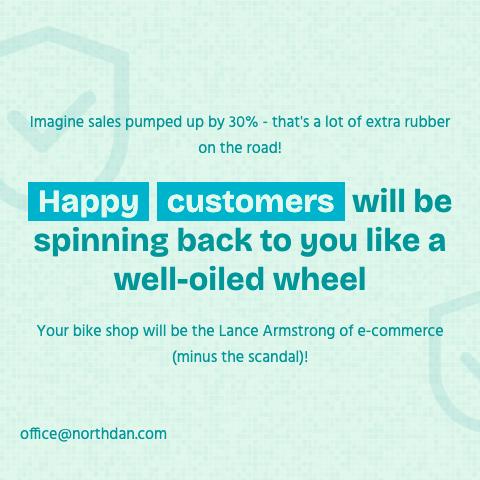 Imagine sales pumped up by 30% - that's a lot of extra rubber
on the road!
Happy customers will be
spinning back to you like a
well-oiled wheel
Your bike shop will be the Lance Armstrong of e-commerce
(minus the scandal)!
office@northdan.com